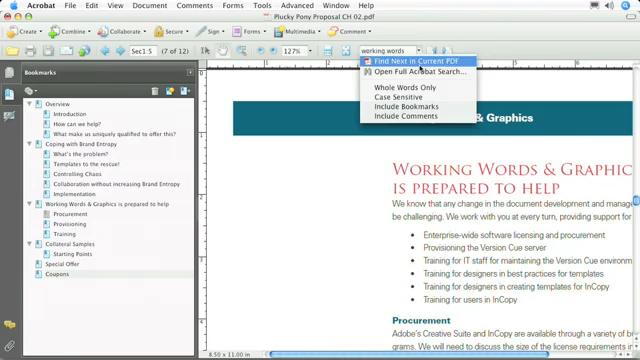 Acrobat File Edit View Document Comments Forms Tools Advanced Window Help
Plucky Pony Proposal CH 02.pdf
Create Combine Collaborate Secure Sign Forms Multimedia Comment
Sec1:5 (7 of 12) 127% working words
Find Next in Current PDF
Open Full Acrobat Search...
Whole Words Only
Case Sensitive
Include Bookmarks
Include Comments
Bookmarks
Overview
Introduction
How can we help?
What make us uniquely qualified to offer this?
Coping with Brand Entropy
What's the problem?
Templates to the rescue!
Controlling Chaos
Collaboration without increasing Brand Entropy
Implementation
Working Words & Graphics is prepared to help
Procurement
Provisioning
Training
Collateral Samples
Starting Points
Special Offer
Coupons
& Graphics
WORKING WORDS & GRAPHIC
IS PREPARED TO HELP
We know that any change in the document development and manage
be challenging. We work with you at every turn, providing support for
• Enterprise-wide software licensing and procurement
• Provisioning the Version Cue server
• Training for IT staff for maintaining the Version Cue environ
• Training for designers in best practices for templates
• Training for designers in creating templates for InCopy
• Training for users in InCopy
Procurement
Adobe's Creative Suite and InCopy are available through a variety of b
grams. We will need to discuss the size of the license requirements i
8.50 x 11.00 in